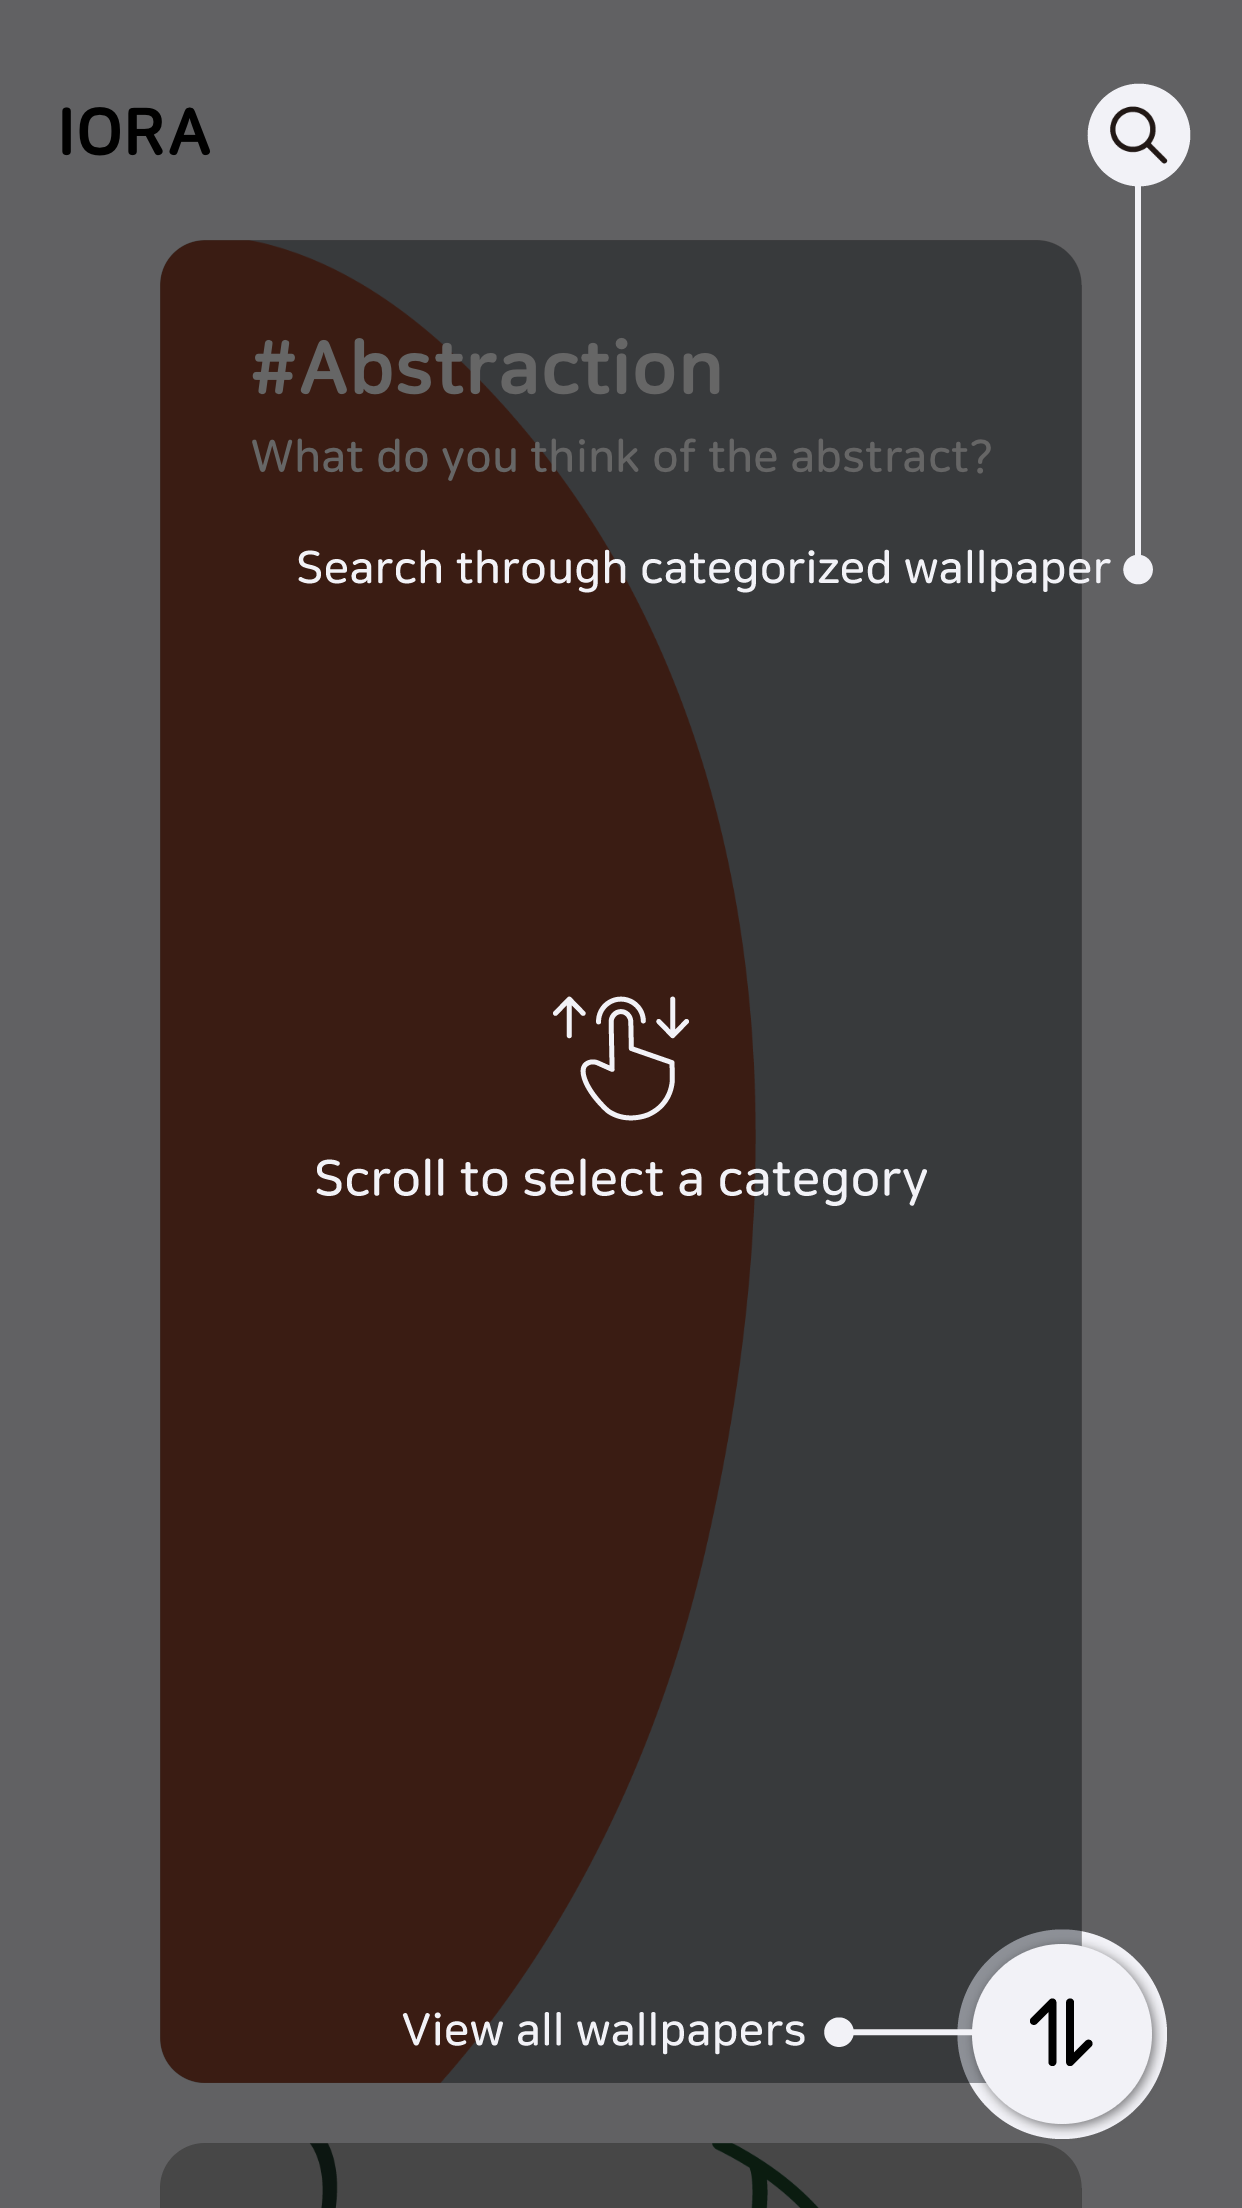 IORA
#Abstraction
What do you think of the abstract?
Search through categorized wallpaper
Scroll to select a category
View all wallpapers